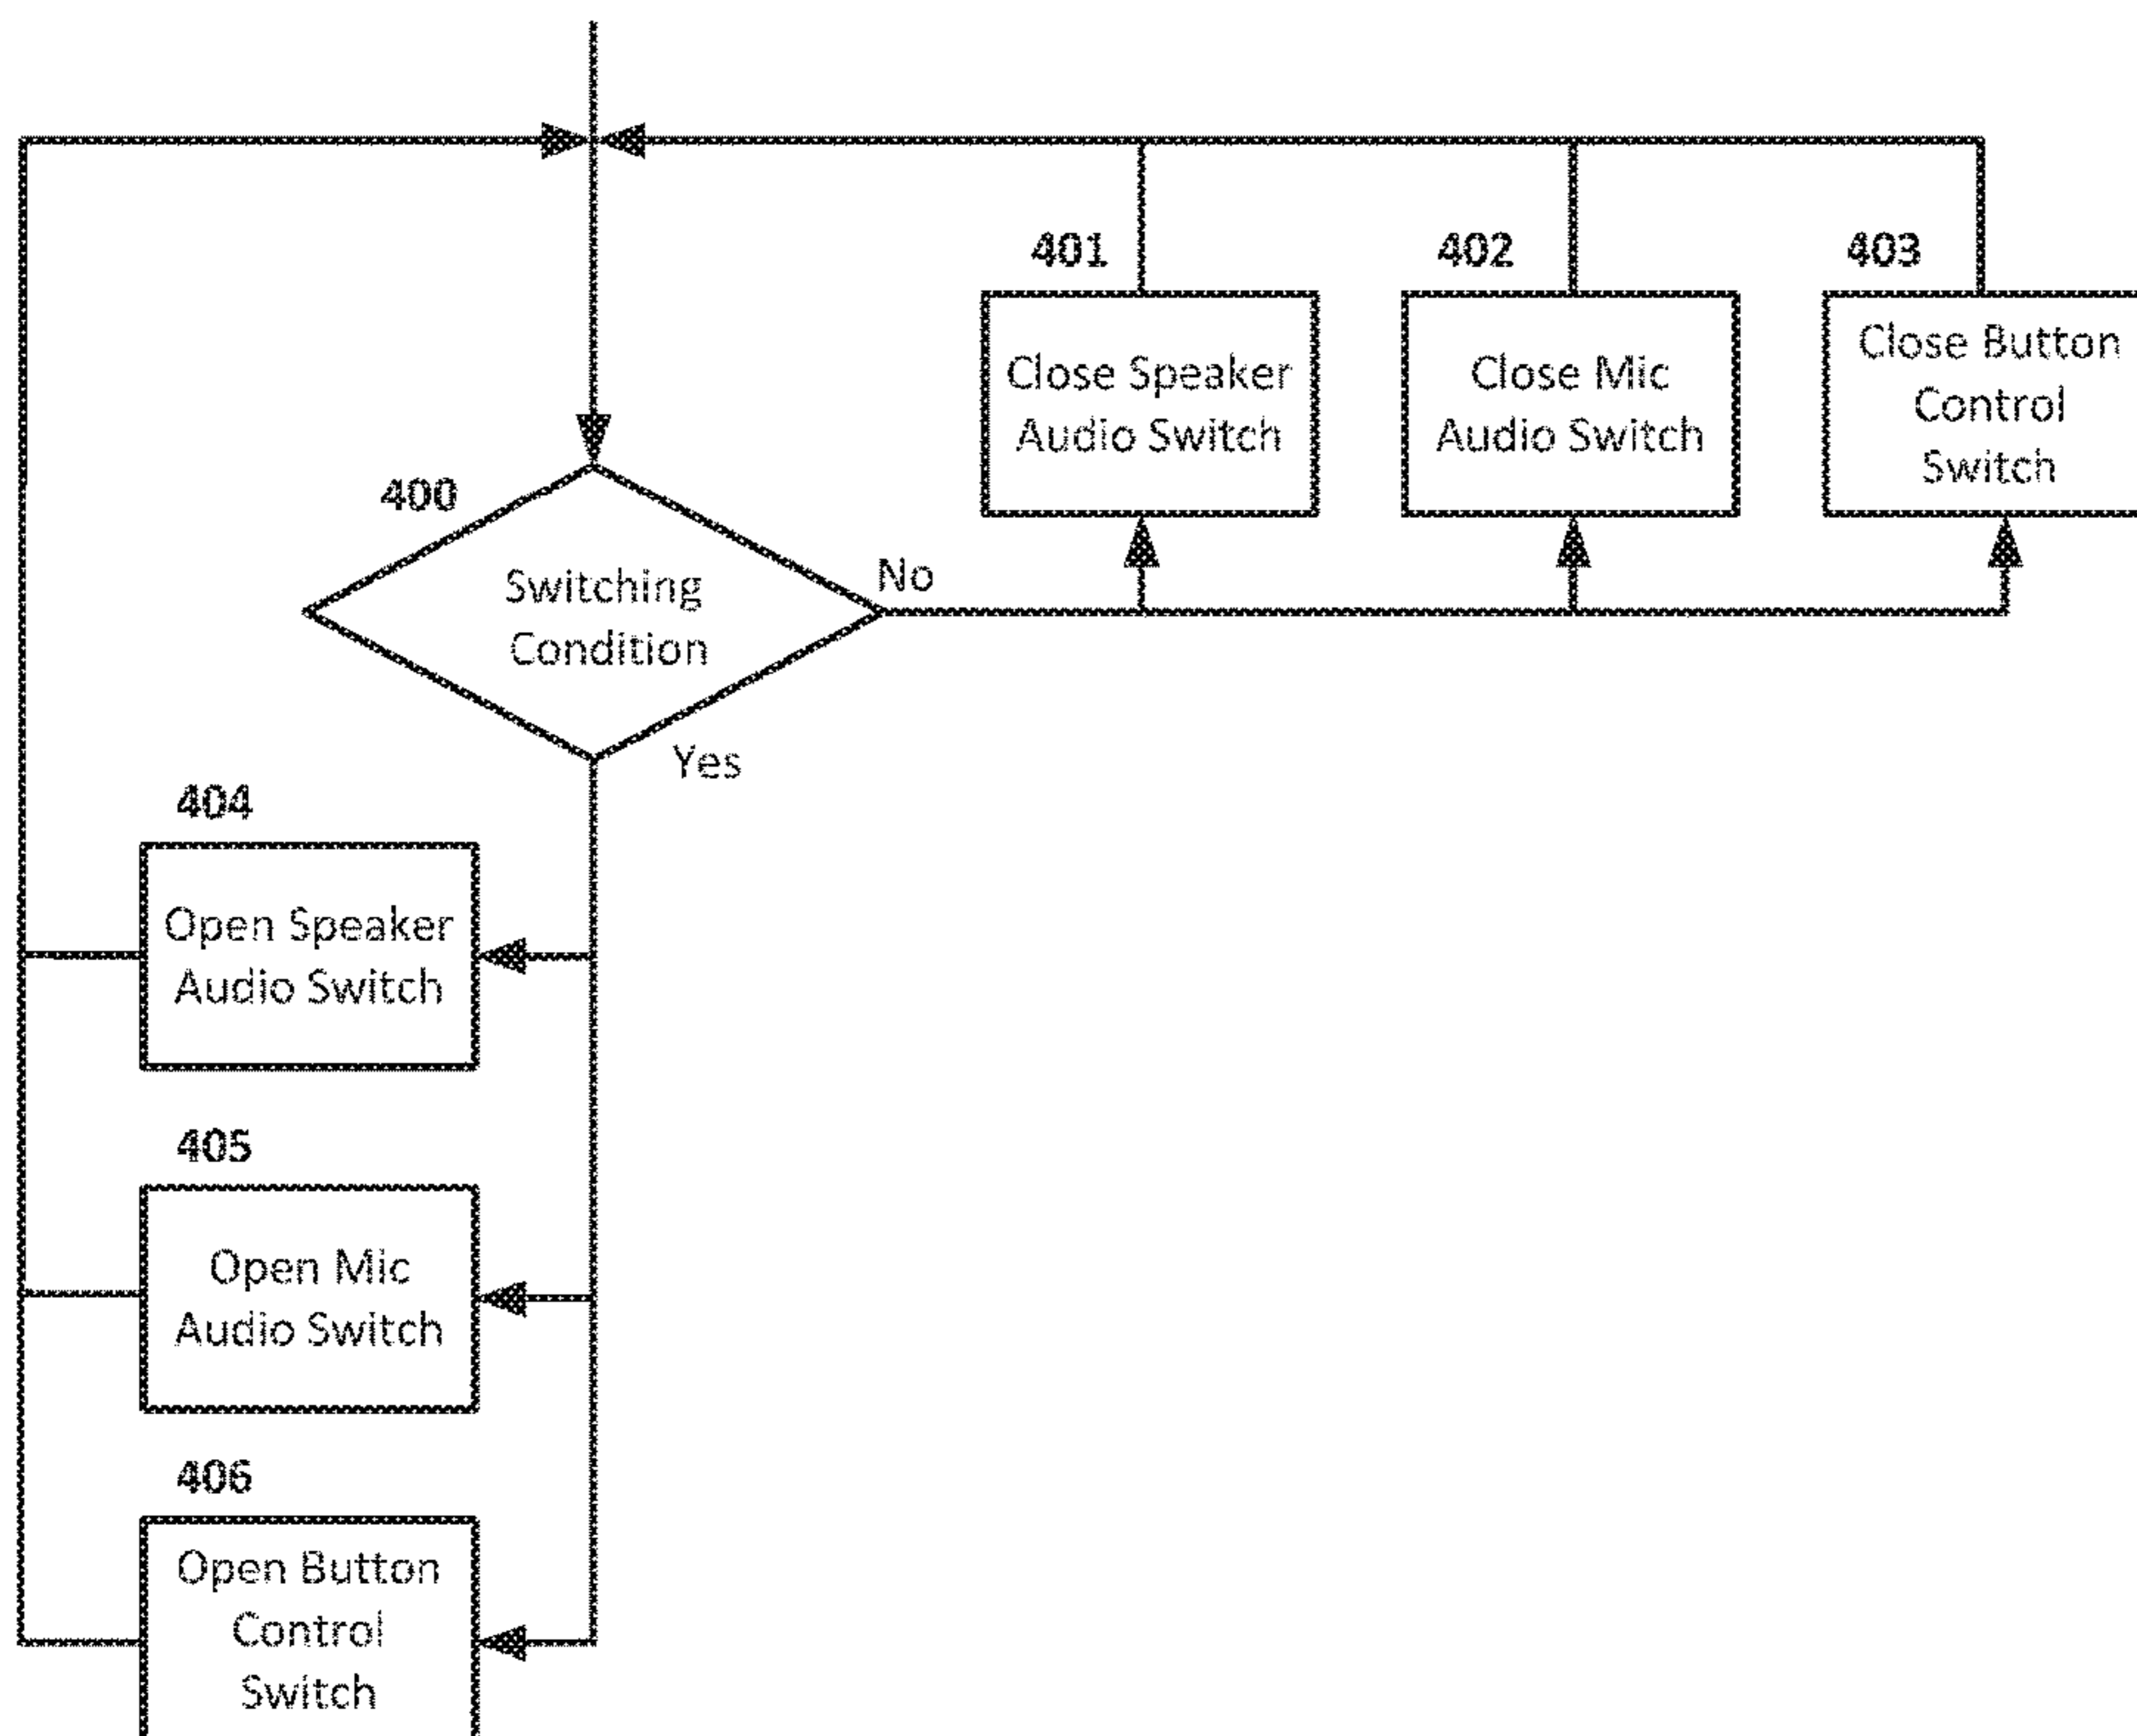 401
402
403
Close Speaker
Audio Switch
Close Mic
Audio Switch
Close Button
Control
Switch
400
Switching
Condition
No
Yes
404
Open Speaker
Audio Switch
405
Open Mic
Audio Switch
406
Open Button
Control
Switch